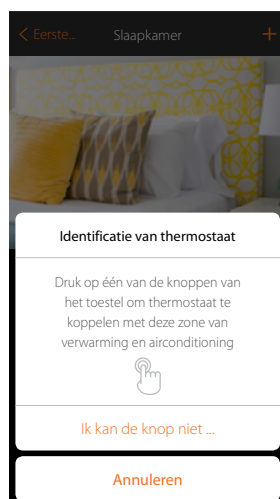 Eerste...
Slaapkamer
Identificatie van thermostaat
Druk op één van de knoppen van
het toestel om thermostaat te
koppelen met deze zone van
verwarming en airconditioning
Ik kan de knop niet ...
Annuleren